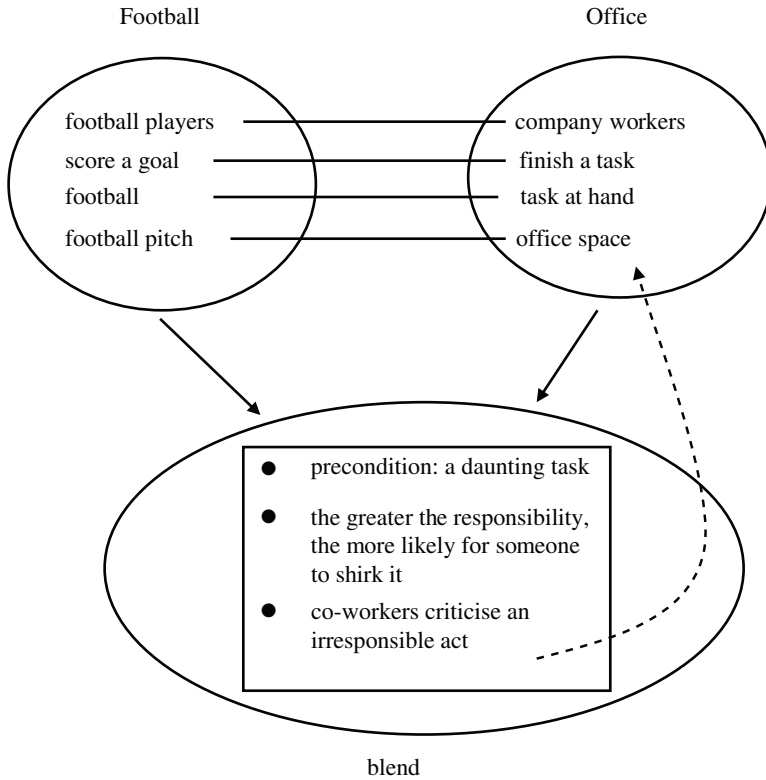 Football
Office
football players
company workers
score a goal
finish a task
football
task at hand
football pitch
office space
precondition: a daunting task
the greater the responsibility,
the more likely for someone
to shirk it
co-workers criticise an
irresponsible act
blend